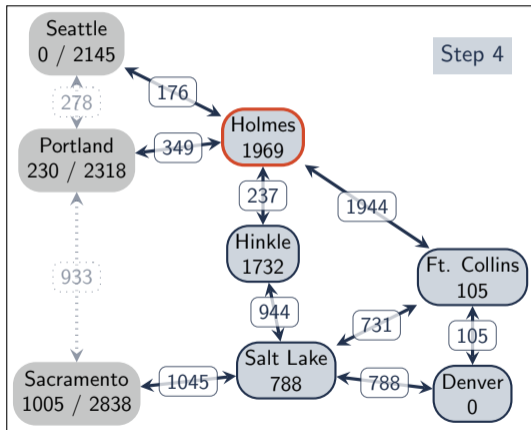 Seattle
0 / 2145
Step 4
176
278
Holmes
1969
Portland
230 / 2318
349
237
1944
Hinkle
1732
Ft. Collins
105
933
944
731
105
Salt Lake
788
Sacramento
1005 / 2838
1045
788
Denver
0